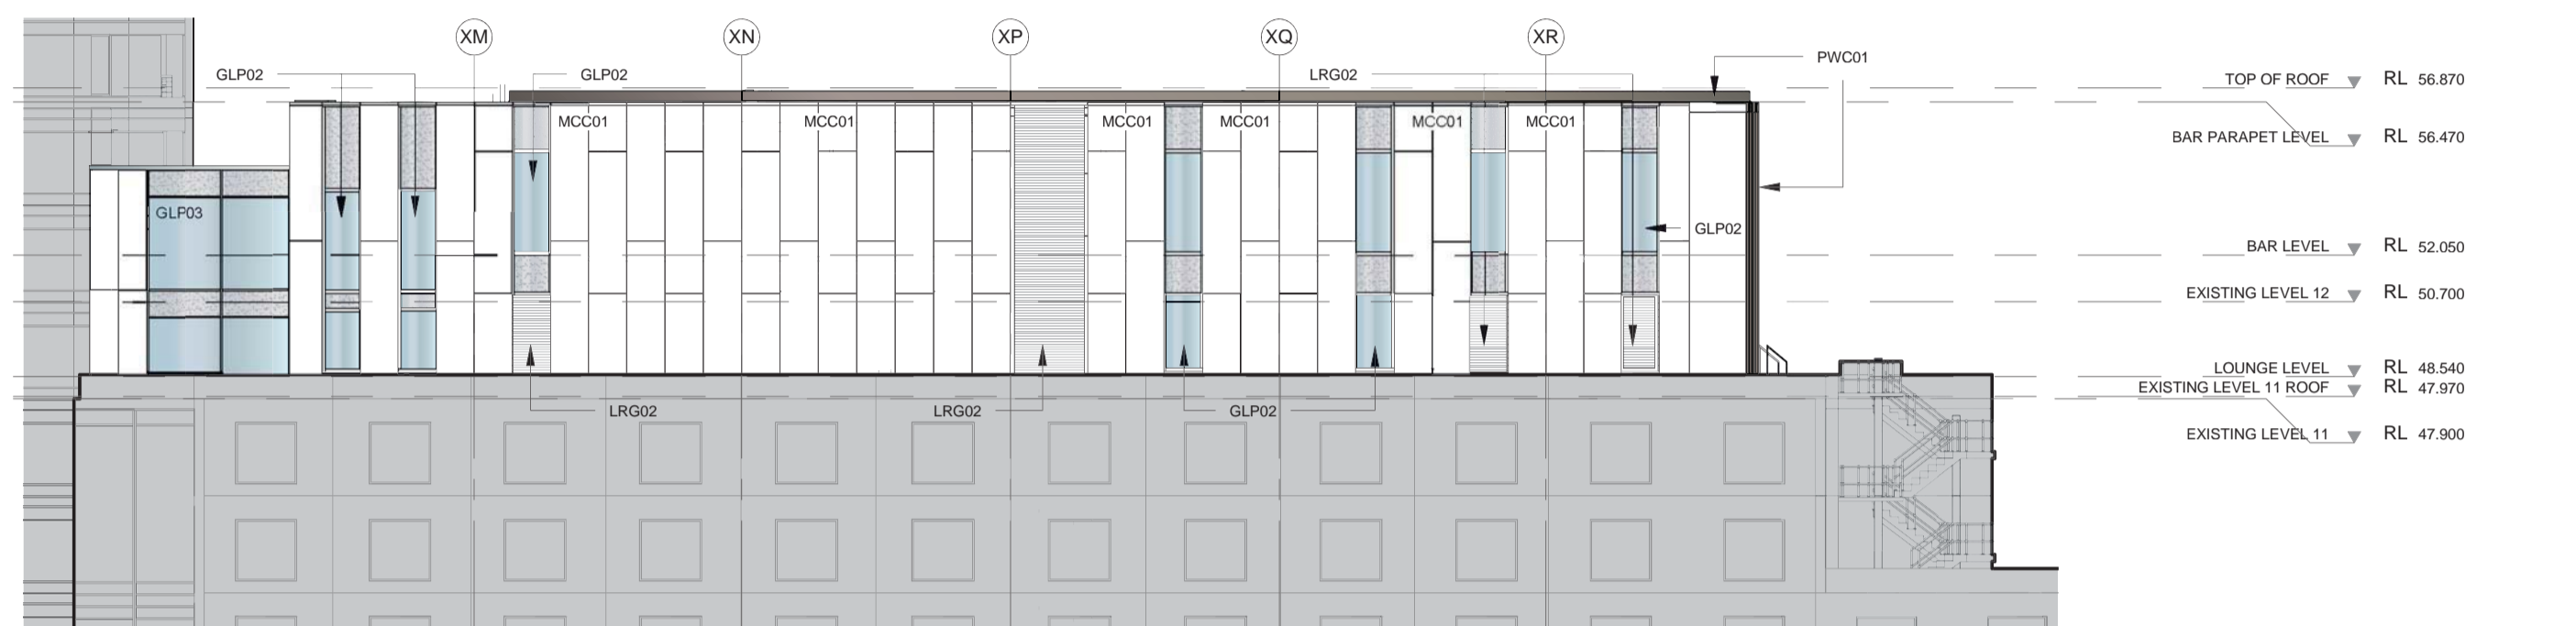 XM
XN
XP
XQ
XR
PWC01
GLP02
GLP02
LRG02
TOP OF ROOF RL 56.870
MCC01
MCC01
MCC01
MCC01
MCC01
MCC01
BAR PARAPET LEVEL RL 56.470
GLP03
GLP02
BAR LEVEL RL 52.050
EXISTING LEVEL 12 RL 50.700
LOUNGE LEVEL RL 48.540
EXISTING LEVEL 11 ROOF RL 47.970
LRG02
LRG02
GLP02
EXISTING LEVEL 11 RL 47.900